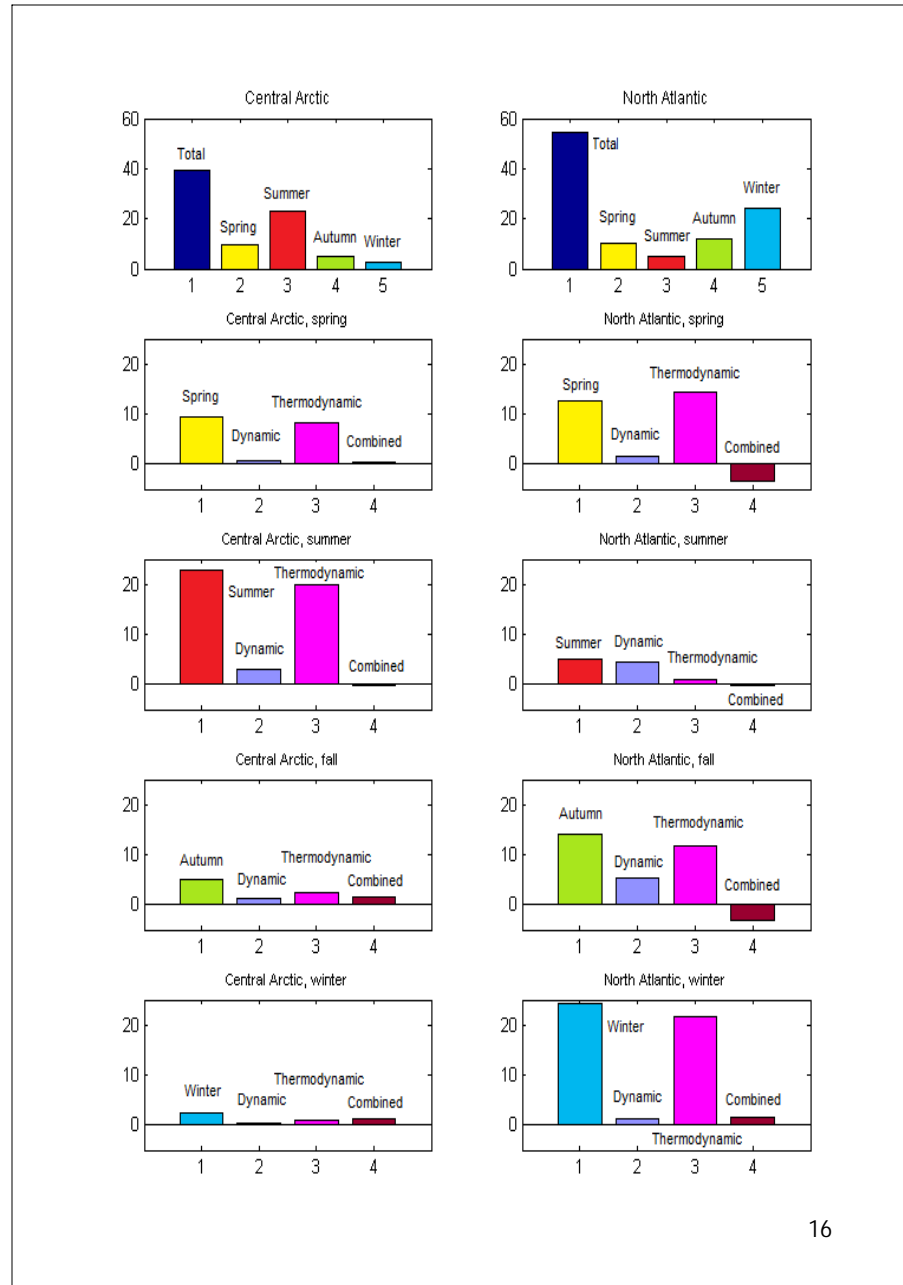 Central Arctic
60
40
20
0
Total
Spring
Summer
Autumn
Winter
1 2 3 4 5
North Atlantic
60
40
20
0
Total
Spring
Summer
Autumn
Winter
1 2 3 4 5
Central Arctic, spring
20
10
0
Spring
Dynamic
Thermodynamic
Combined
1 2 3 4
North Atlantic, spring
20
10
0
Spring
Dynamic
Thermodynamic
Combined
1 2 3 4
Central Arctic, summer
20
10
0
Summer
Dynamic
Thermodynamic
Combined
1 2 3 4
North Atlantic, summer
20
10
0
Summer
Dynamic
Thermodynamic
Combined
1 2 3 4
Central Arctic, fall
20
10
0
Autumn
Dynamic
Thermodynamic
Combined
1 2 3 4
North Atlantic, fall
20
10
0
Autumn
Dynamic
Thermodynamic
Combined
1 2 3 4
Central Arctic, winter
20
10
0
Winter
Dynamic
Thermodynamic
Combined
1 2 3 4
North Atlantic, winter
20
10
0
Winter
Dynamic
Thermodynamic
Combined
1 2 3 4
16